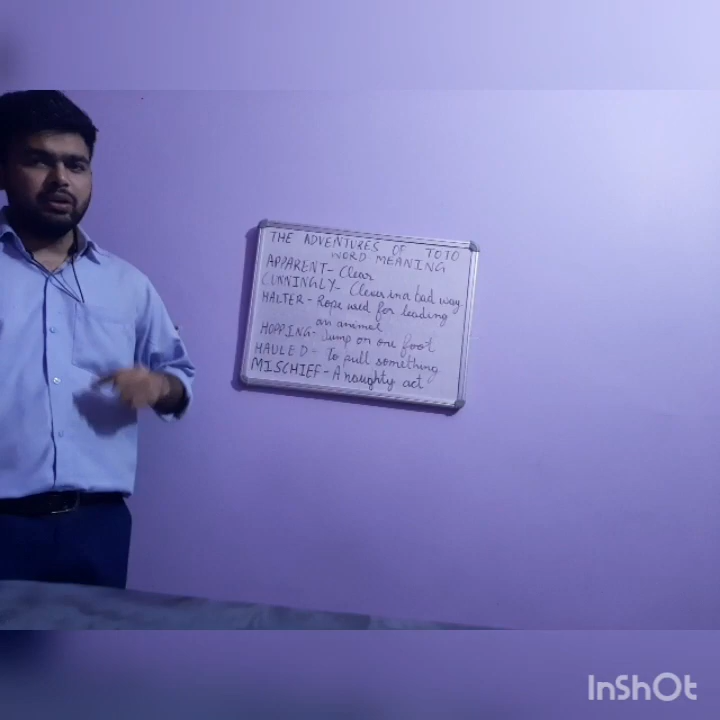 THE ADVENTURES OF TOTO
WORD MEANING
APPARENT - Clear
CUNNINGLY - Clever in a bad way
HALTER - Rope used for leading
an animal
HOPPING - Jump on one foot
HAULED - To pull something
MISCHIEF - A naughty act
InShOt